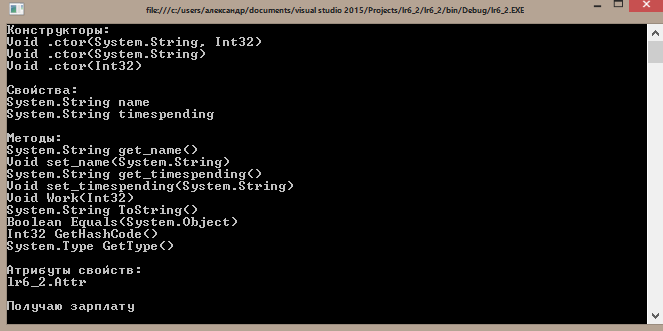 file:///c:/users/александр/documents/visual studio 2015/Projects/lr6_2/lr6_2/bin/Debug/lr6_2.EXE
Конструкторы:
Void .ctor(System.String, Int32)
Void .ctor(System.String)
Void .ctor(Int32)
Свойства:
System.String name
System.String timespending
Методы:
System.String get_name()
Void set_name(System.String)
System.String get_timespending()
Void set_timespending(System.String)
Void Work(Int32)
System.String ToString()
Boolean Equals(System.Object)
Int32 GetHashCode()
System.Type GetType()
Атрибуты свойств:
lr6_2.Attr
Получаю зарплату